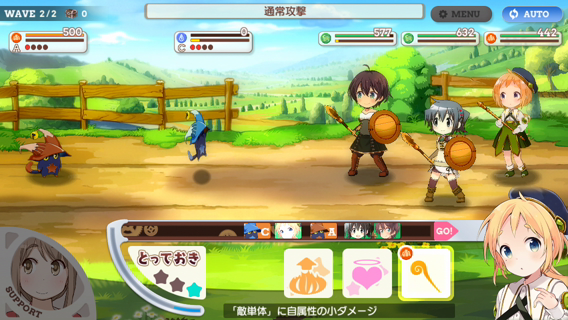 WAVE 2/2 0
通常攻撃
MENU
AUTO
500
A
0
C
577
632
442
C
A
GO!
とっておき
SUPPORT
「敵単体」に自属性の小ダメージ